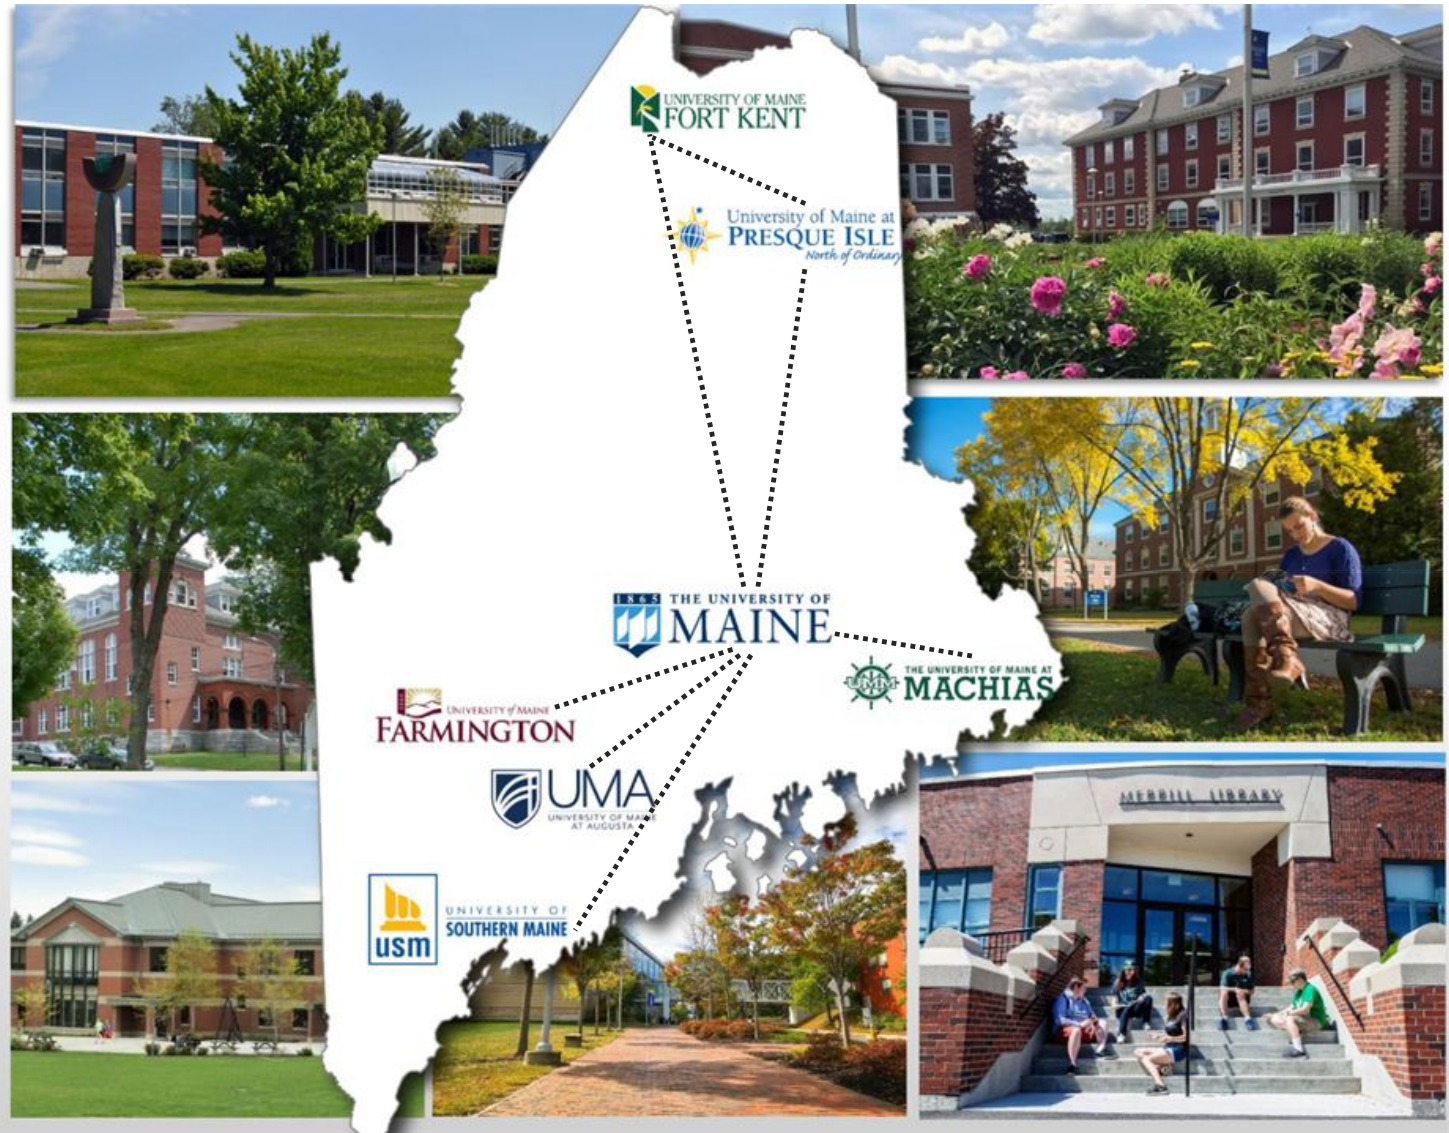 UNIVERSITY OF MAINE
FORT KENT
University of Maine at
PRESQUE ISLE
North of Ordinary
1865 THE UNIVERSITY OF
MAINE
UMM
THE UNIVERSITY OF MAINE AT
MACHIAS
UNIVERSITY of MAINE
FARMINGTON
UMA
UNIVERSITY OF MAINE
AT AUGUSTA
usm
UNIVERSITY OF
SOUTHERN MAINE
MERRILL LIBRARY